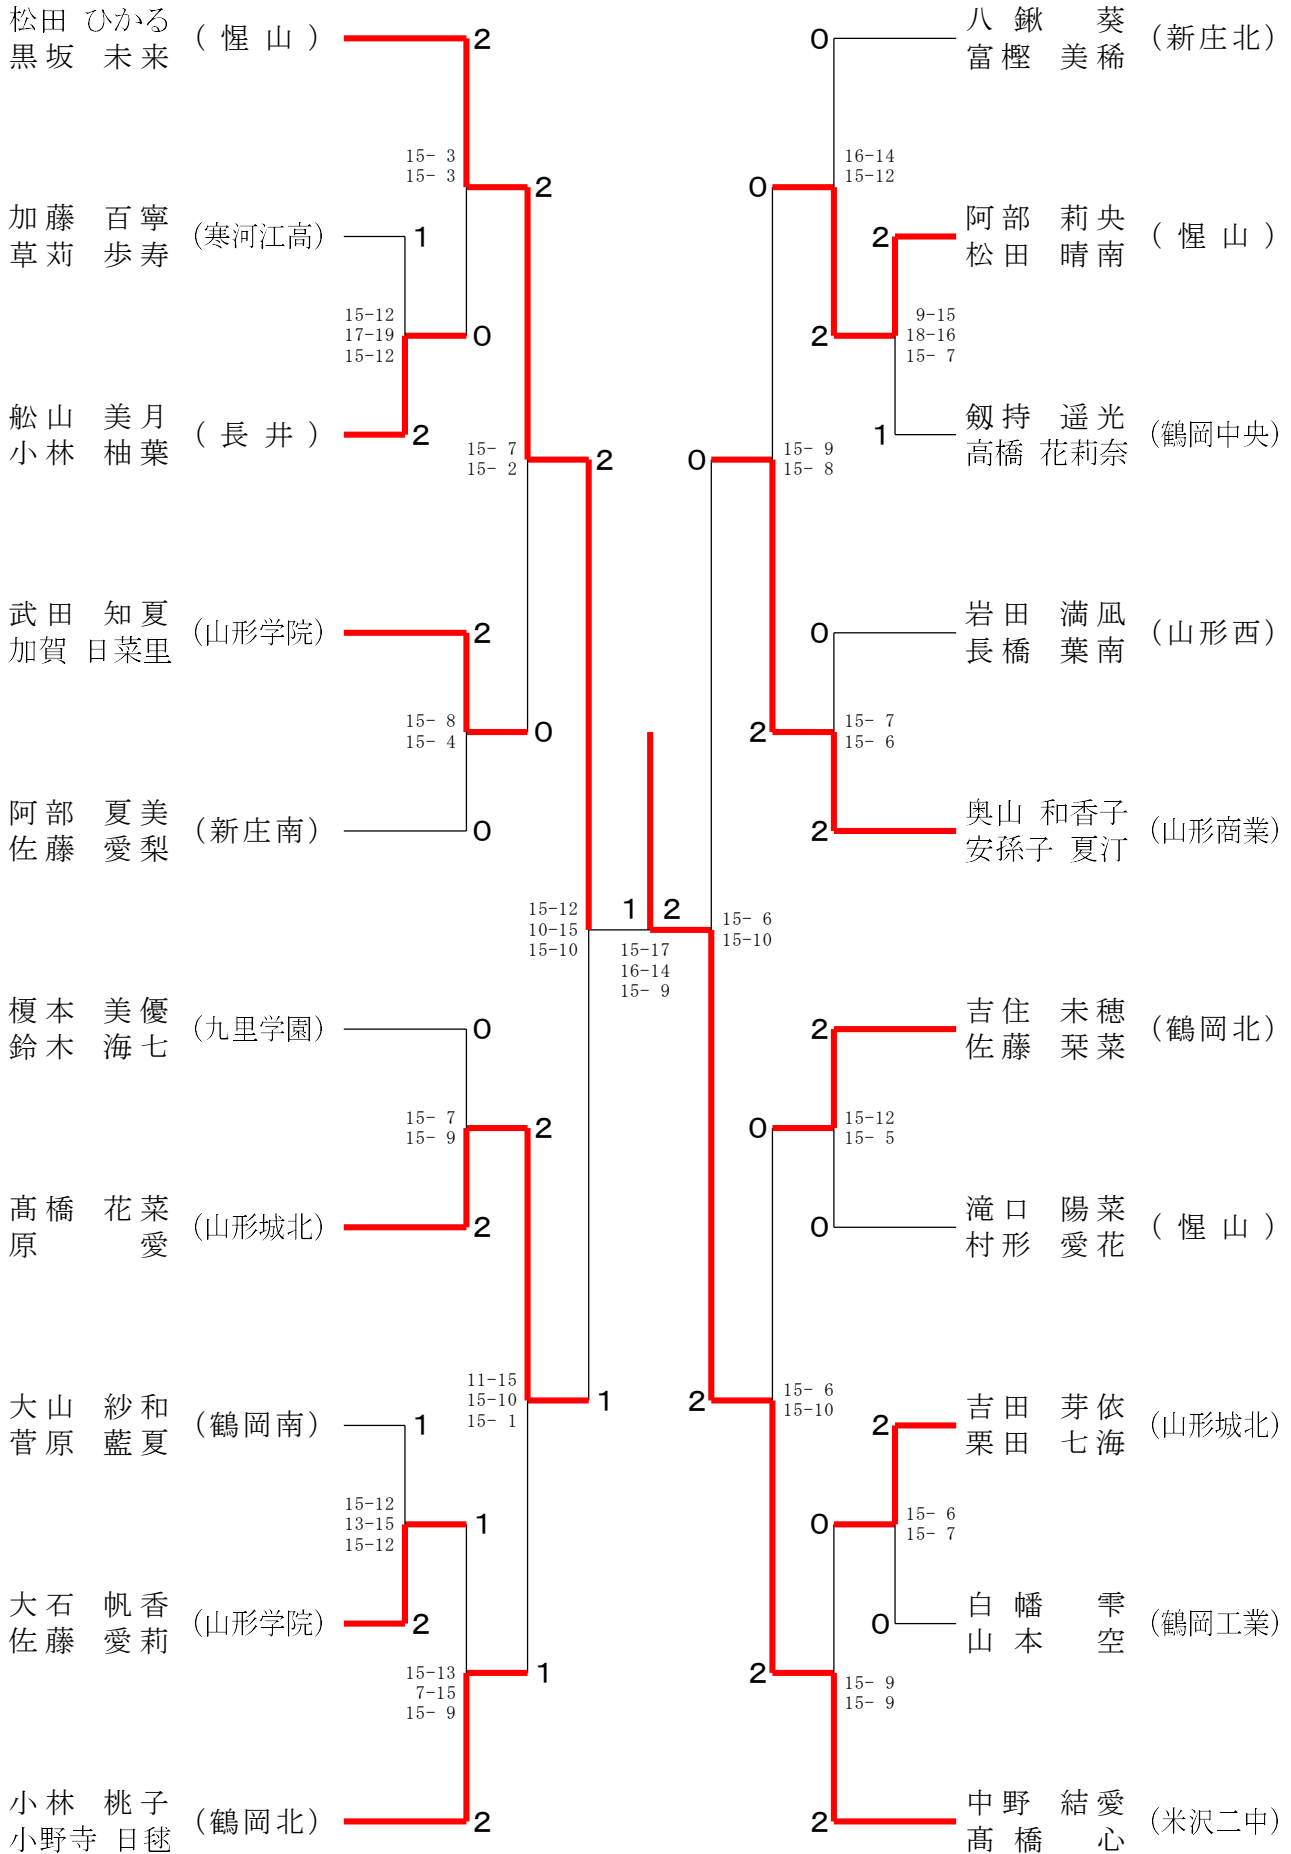 松田 ひかる
黒坂 未来
(惺山)
2
15- 3
15- 3
2
加藤 百寧
草苅 歩寿
(寒河江高)
1
15-12
17-19
15-12
0
舩山 美月
小林 柚葉
(長井)
2
15- 7
15- 2
2
武田 知夏
加賀 日菜里
(山形学院)
2
15- 8
15- 4
0
阿部 夏美
佐藤 愛梨
(新庄南)
0
15-12
10-15
15-10
1
榎本 美優
鈴木 海七
(九里学園)
0
15- 7
15- 9
2
髙橋 花菜
原 愛
(山形城北)
2
11-15
15-10
15- 1
1
大山 紗和
菅原 藍夏
(鶴岡南)
1
15-12
13-15
15-12
1
大石 帆香
佐藤 愛莉
(山形学院)
2
15-13
7-15
15- 9
1
小林 桃子
小野寺 日毬
(鶴岡北)
2
2
15-17
16-14
15- 9
0
八鍬 葵
富樫 美稀
(新庄北)
16-14
15-12
0
2
阿部 莉央
松田 晴南
(惺山)
9-15
18-16
15- 7
2
1
剱持 遥光
高橋 花莉奈
(鶴岡中央)
0
15- 9
15- 8
0
岩田 満凪
長橋 葉南
(山形西)
15- 7
15- 6
2
2
奥山 和香子
安孫子 夏汀
(山形商業)
15- 6
15-10
2
吉住 未穂
佐藤 栞菜
(鶴岡北)
15-12
15- 5
0
0
滝口 陽菜
村形 愛花
(惺山)
2
15- 6
15-10
2
吉田 芽依
栗田 七海
(山形城北)
15- 6
15- 7
0
0
白幡 雫
山本 空
(鶴岡工業)
2
15- 9
15- 9
2
中野 結愛
髙橋 心
(米沢二中)